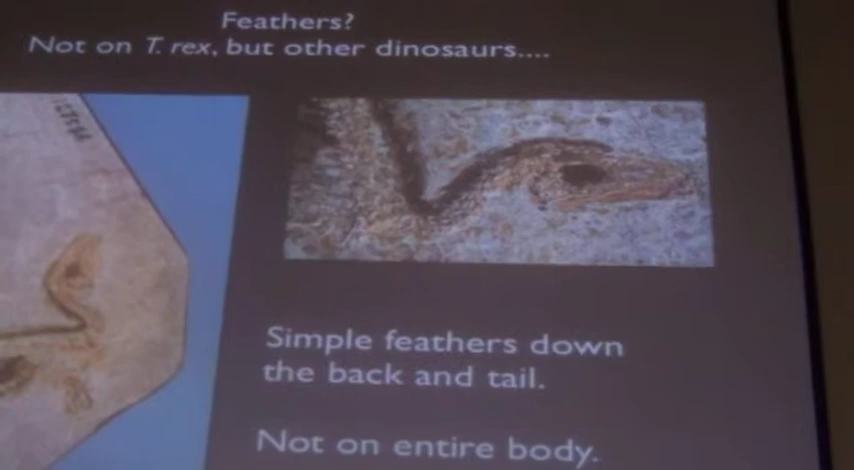 Feathers?
Not on T. rex, but other dinosaurs....
Simple feathers down
the back and tail.
Not on entire body.